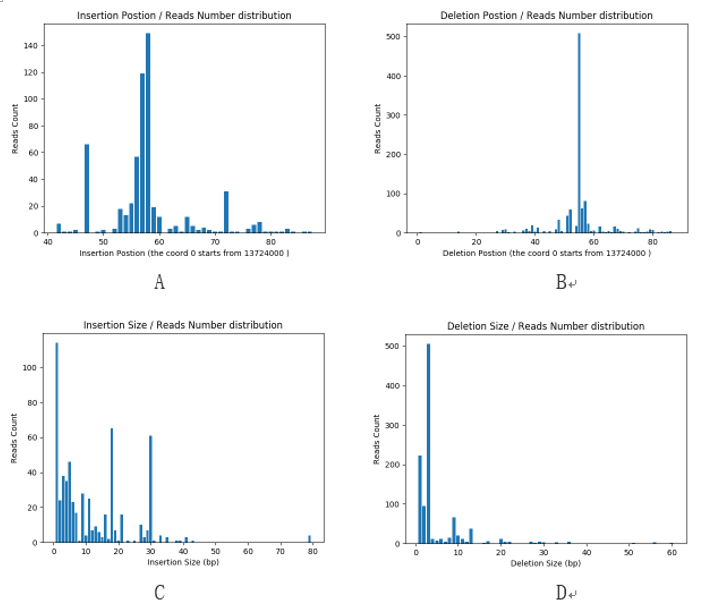 Insertion Postion / Reads Number distribution
Reads Count
140
120
100
80
60
40
20
0
40 50 60 70 80
Insertion Postion (the coord 0 starts from 13724000 )
A
Deletion Postion / Reads Number distribution
Reads Count
500
400
300
200
100
0
0 20 40 60 80
Deletion Postion (the coord 0 starts from 13724000 )
B
Insertion Size / Reads Number distribution
Reads Count
100
80
60
40
20
0
0 10 20 30 40 50 60 70 80
Insertion Size (bp)
C
Deletion Size / Reads Number distribution
Reads Count
500
400
300
200
100
0
0 10 20 30 40 50 60
Deletion Size (bp)
D